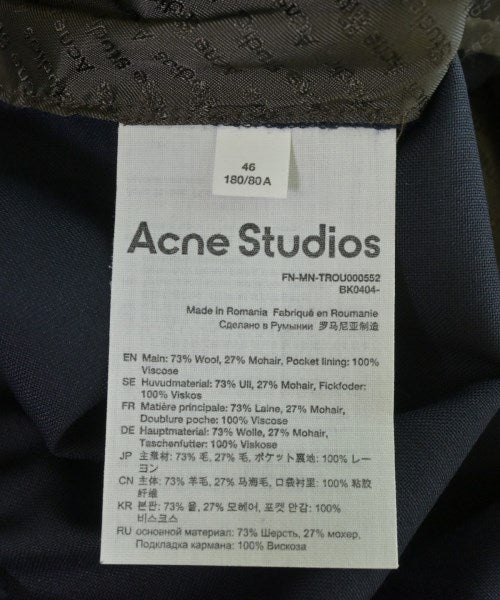 Acne Studios
46
180/80A
Acne Studios
FN-MN-TROU000552
BK0404-
Made in Romania Fabriqué en Roumanie
Сделано в Румынии 罗马尼亚制造
EN Main: 73% Wool, 27% Mohair, Pocket lining: 100%
Viscose
SE Huvudmaterial: 73% Ull, 27% Mohair, Fickfoder:
100% Viskos
FR Matière principale: 73% Laine, 27% Mohair,
Doublure poche: 100% Viscose
DE Hauptmaterial: 73% Wolle, 27% Mohair,
Taschenfutter: 100% Viskose
JP 主素材: 73% 毛, 27% 毛, ポケット裏地: 100% レー
ヨン
CN 主体: 73% 羊毛, 27% 马海毛, 口袋衬里: 100% 粘胶
纤维
KR 본판: 73% 울, 27% 모헤어, 포켓 안감: 100%
비스코스
RU основной материал: 73% Шерсть, 27% мохер,
Подкладка кармана: 100% Вискоза